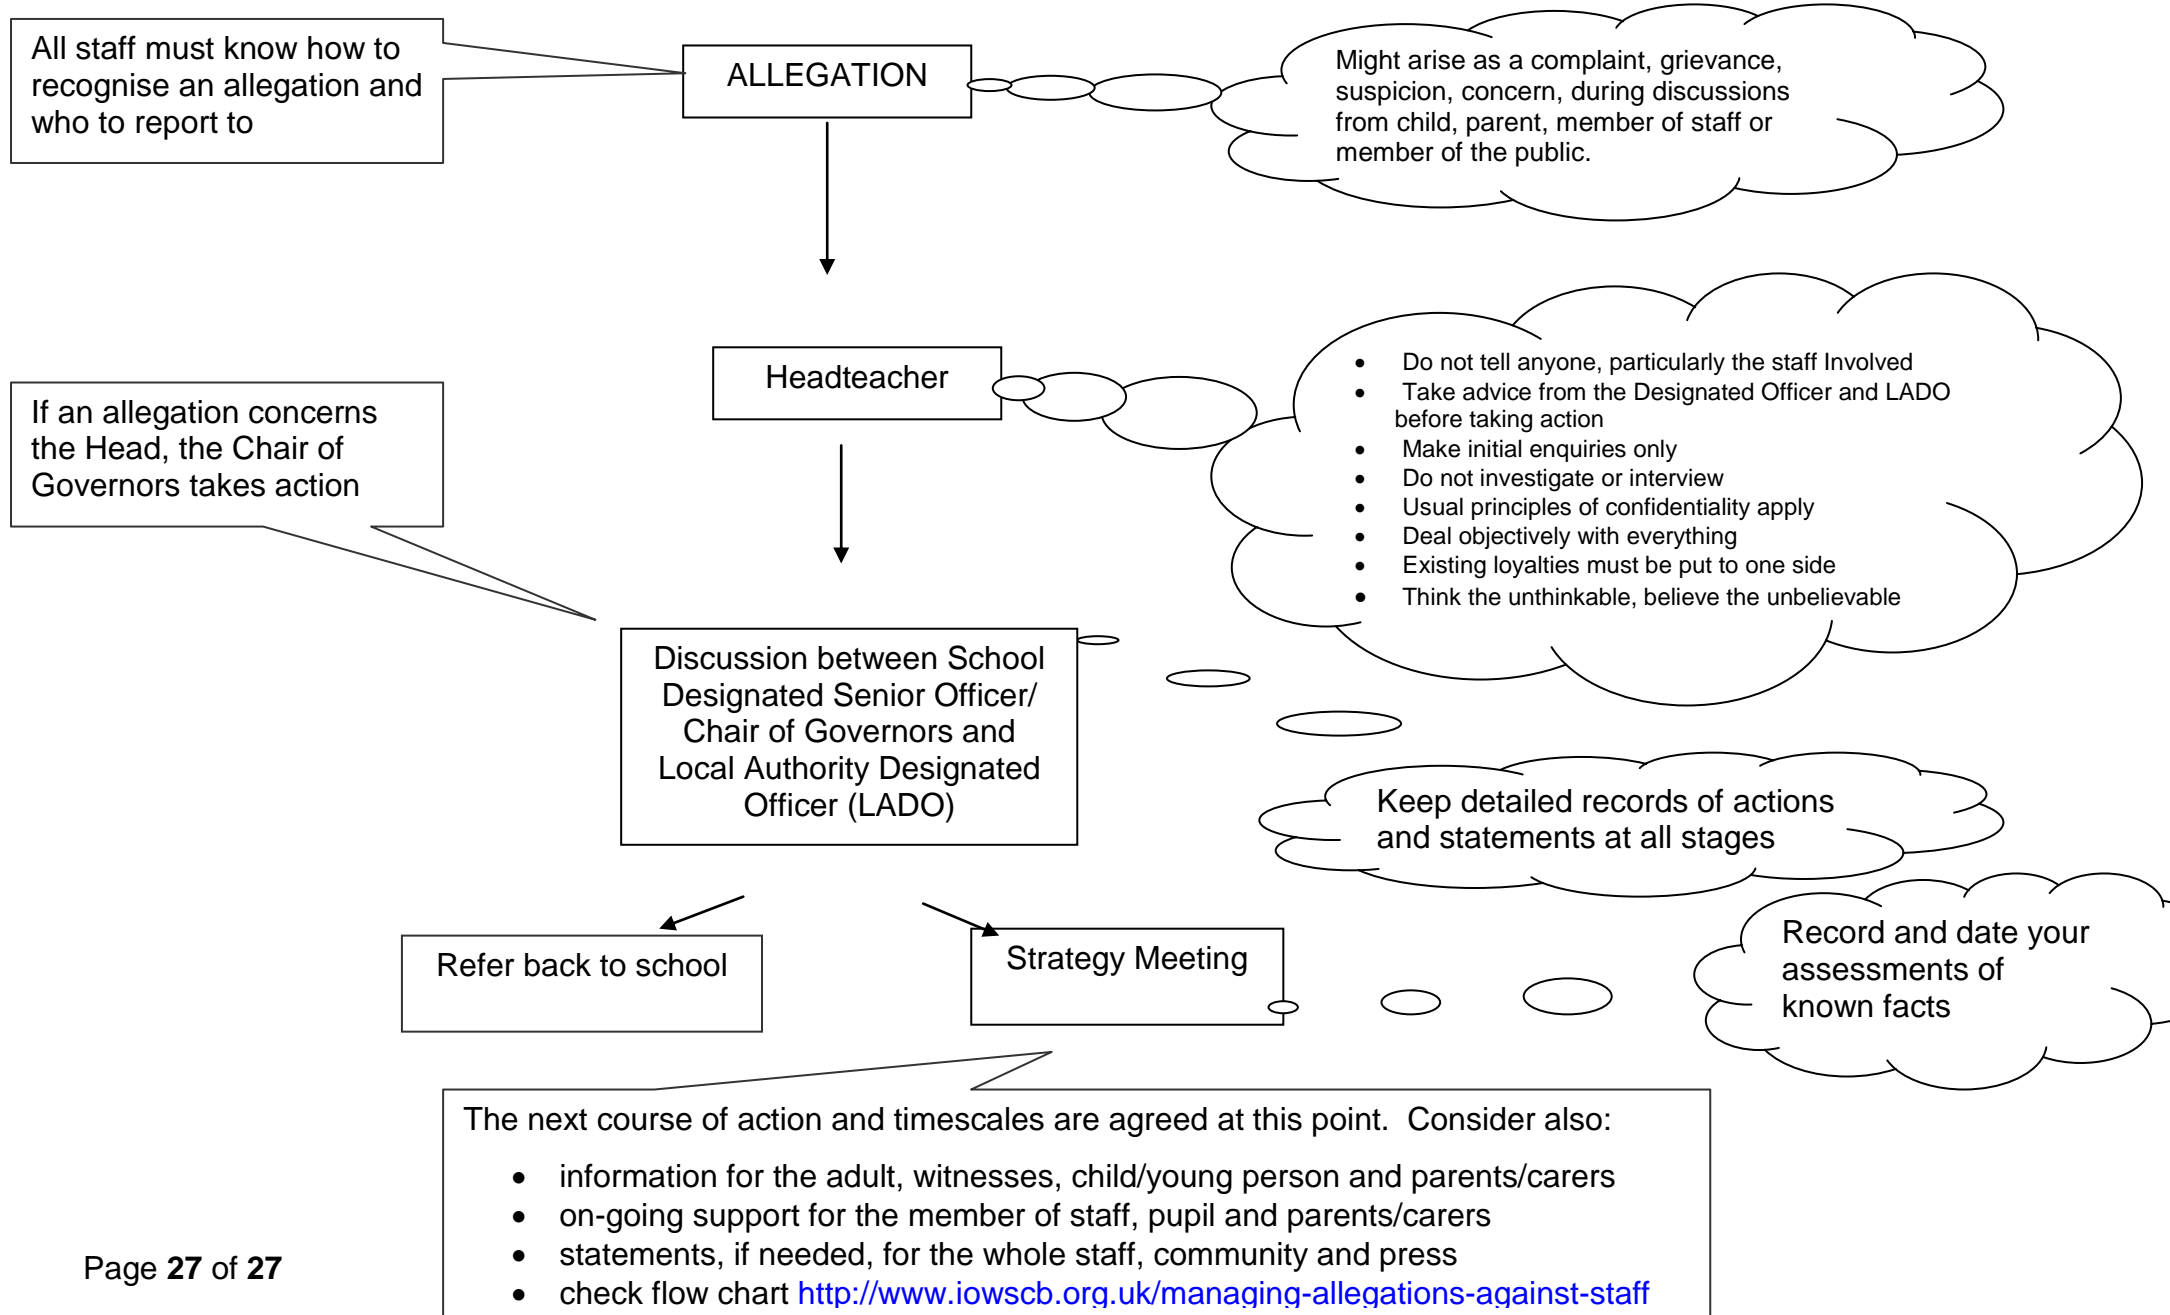 All staff must know how to
recognise an allegation and
who to report to
ALLEGATION
Might arise as a complaint, grievance,
suspicion, concern, during discussions
from child, parent, member of staff or
member of the public.
Headteacher
• Do not tell anyone, particularly the staff Involved
• Take advice from the Designated Officer and LADO
before taking action
• Make initial enquiries only
• Do not investigate or interview
• Usual principles of confidentiality apply
• Deal objectively with everything
• Existing loyalties must be put to one side
• Think the unthinkable, believe the unbelievable
If an allegation concerns
the Head, the Chair of
Governors takes action
Discussion between School
Designated Senior Officer/
Chair of Governors and
Local Authority Designated
Officer (LADO)
Keep detailed records of actions
and statements at all stages
Refer back to school
Strategy Meeting
Record and date your
assessments of
known facts
The next course of action and timescales are agreed at this point.  Consider also:
• information for the adult, witnesses, child/young person and parents/carers
• on-going support for the member of staff, pupil and parents/carers
• statements, if needed, for the whole staff, community and press
• check flow chart http://www.iowscb.org.uk/managing-allegations-against-staff
Page 27 of 27